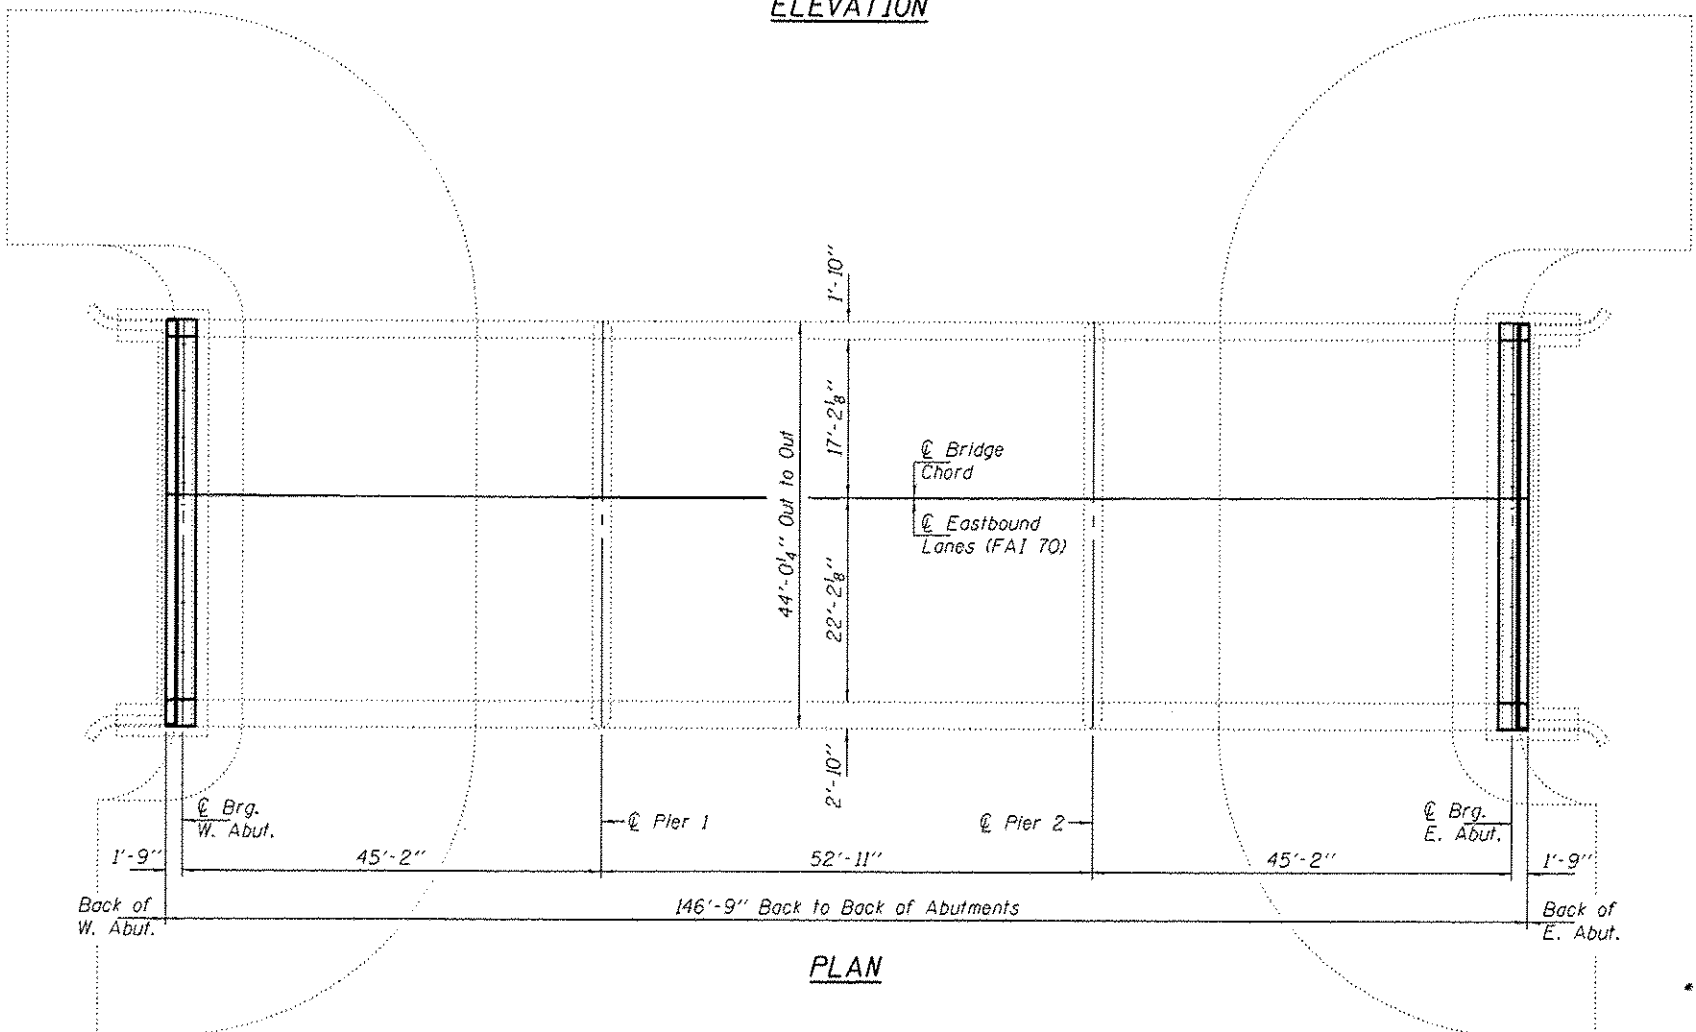 ELEVATION
1'-10"
17'-2⅛"
44'-0¼" Out to Out
22'-2⅛"
2'-10"
℄ Bridge
Chord
℄ Eastbound
Lanes (FAI 70)
℄ Brg.
W. Abut.
℄ Pier 1
℄ Pier 2
℄ Brg.
E. Abut.
1'-9"
45'-2"
52'-11"
45'-2"
1'-9"
Back of
W. Abut.
146'-9" Back to Back of Abutments
Back of
E. Abut.
PLAN